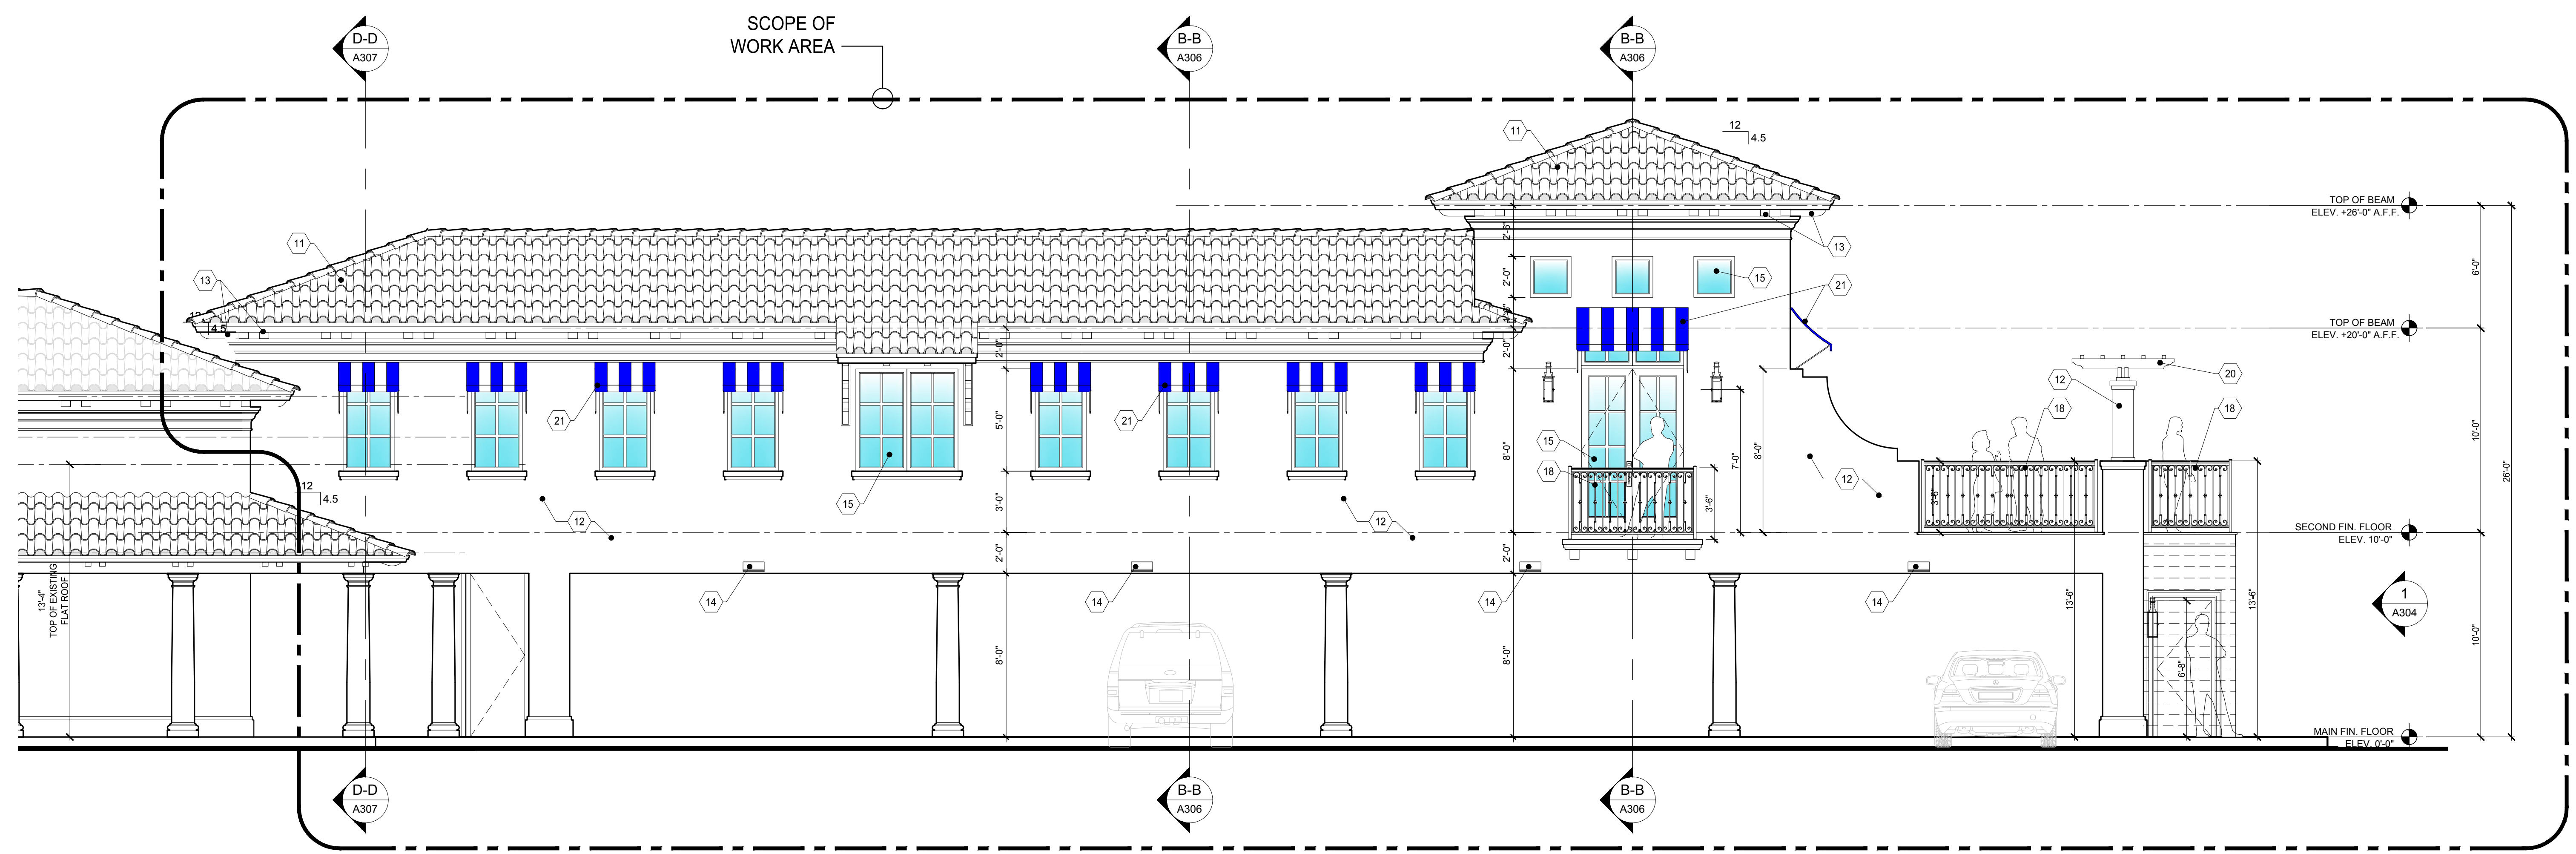 SCOPE OF
WORK AREA
D-D
A307
B-B
A306
B-B
A306
11
12
4.5
TOP OF BEAM
ELEV. +26'-0" A.F.F.
11
13
2'-6"
13
6'-0"
2'-0"
15
21
12
4.5
TOP OF BEAM
ELEV. +20'-0" A.F.F.
2'-0"
2'-0"
12
20
21
21
18
18
5'-0"
8'-0"
15
18
7'-0"
8'-0"
10'-0"
26'-0"
15
12
12
4.5
3'-0"
3'-6"
3'-6"
12
12
SECOND FIN. FLOOR
ELEV. 10'-0"
2'-0"
2'-0"
13'-4"
TOP OF EXISTING
FLAT ROOF
14
14
14
14
13'-6"
13'-6"
1
A304
8'-0"
8'-0"
6'-8"
10'-0"
MAIN FIN. FLOOR
ELEV. 0'-0"
D-D
A307
B-B
A306
B-B
A306